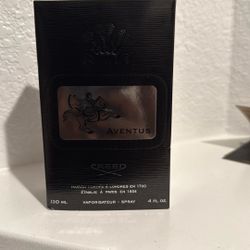 AVENTUS
CREED
MAISON FONDÉE À LONDRES EN 1760
ÉTABLIE À PARIS EN 1854
120 ML VAPORISATEUR - SPRAY 4 FL. OZ